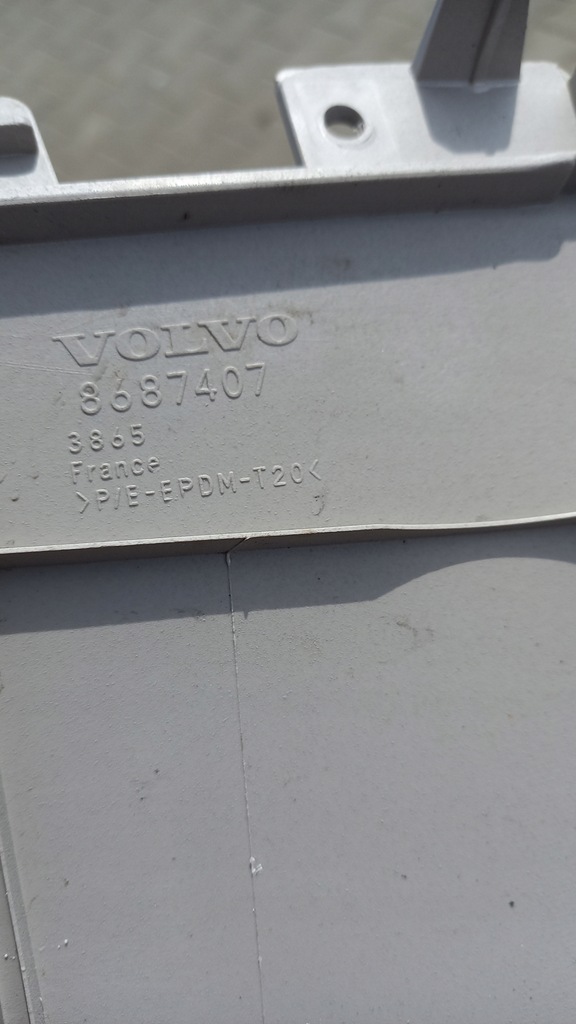 VOLVO
8687407
3865
France
>P/E-EPDM-T20<